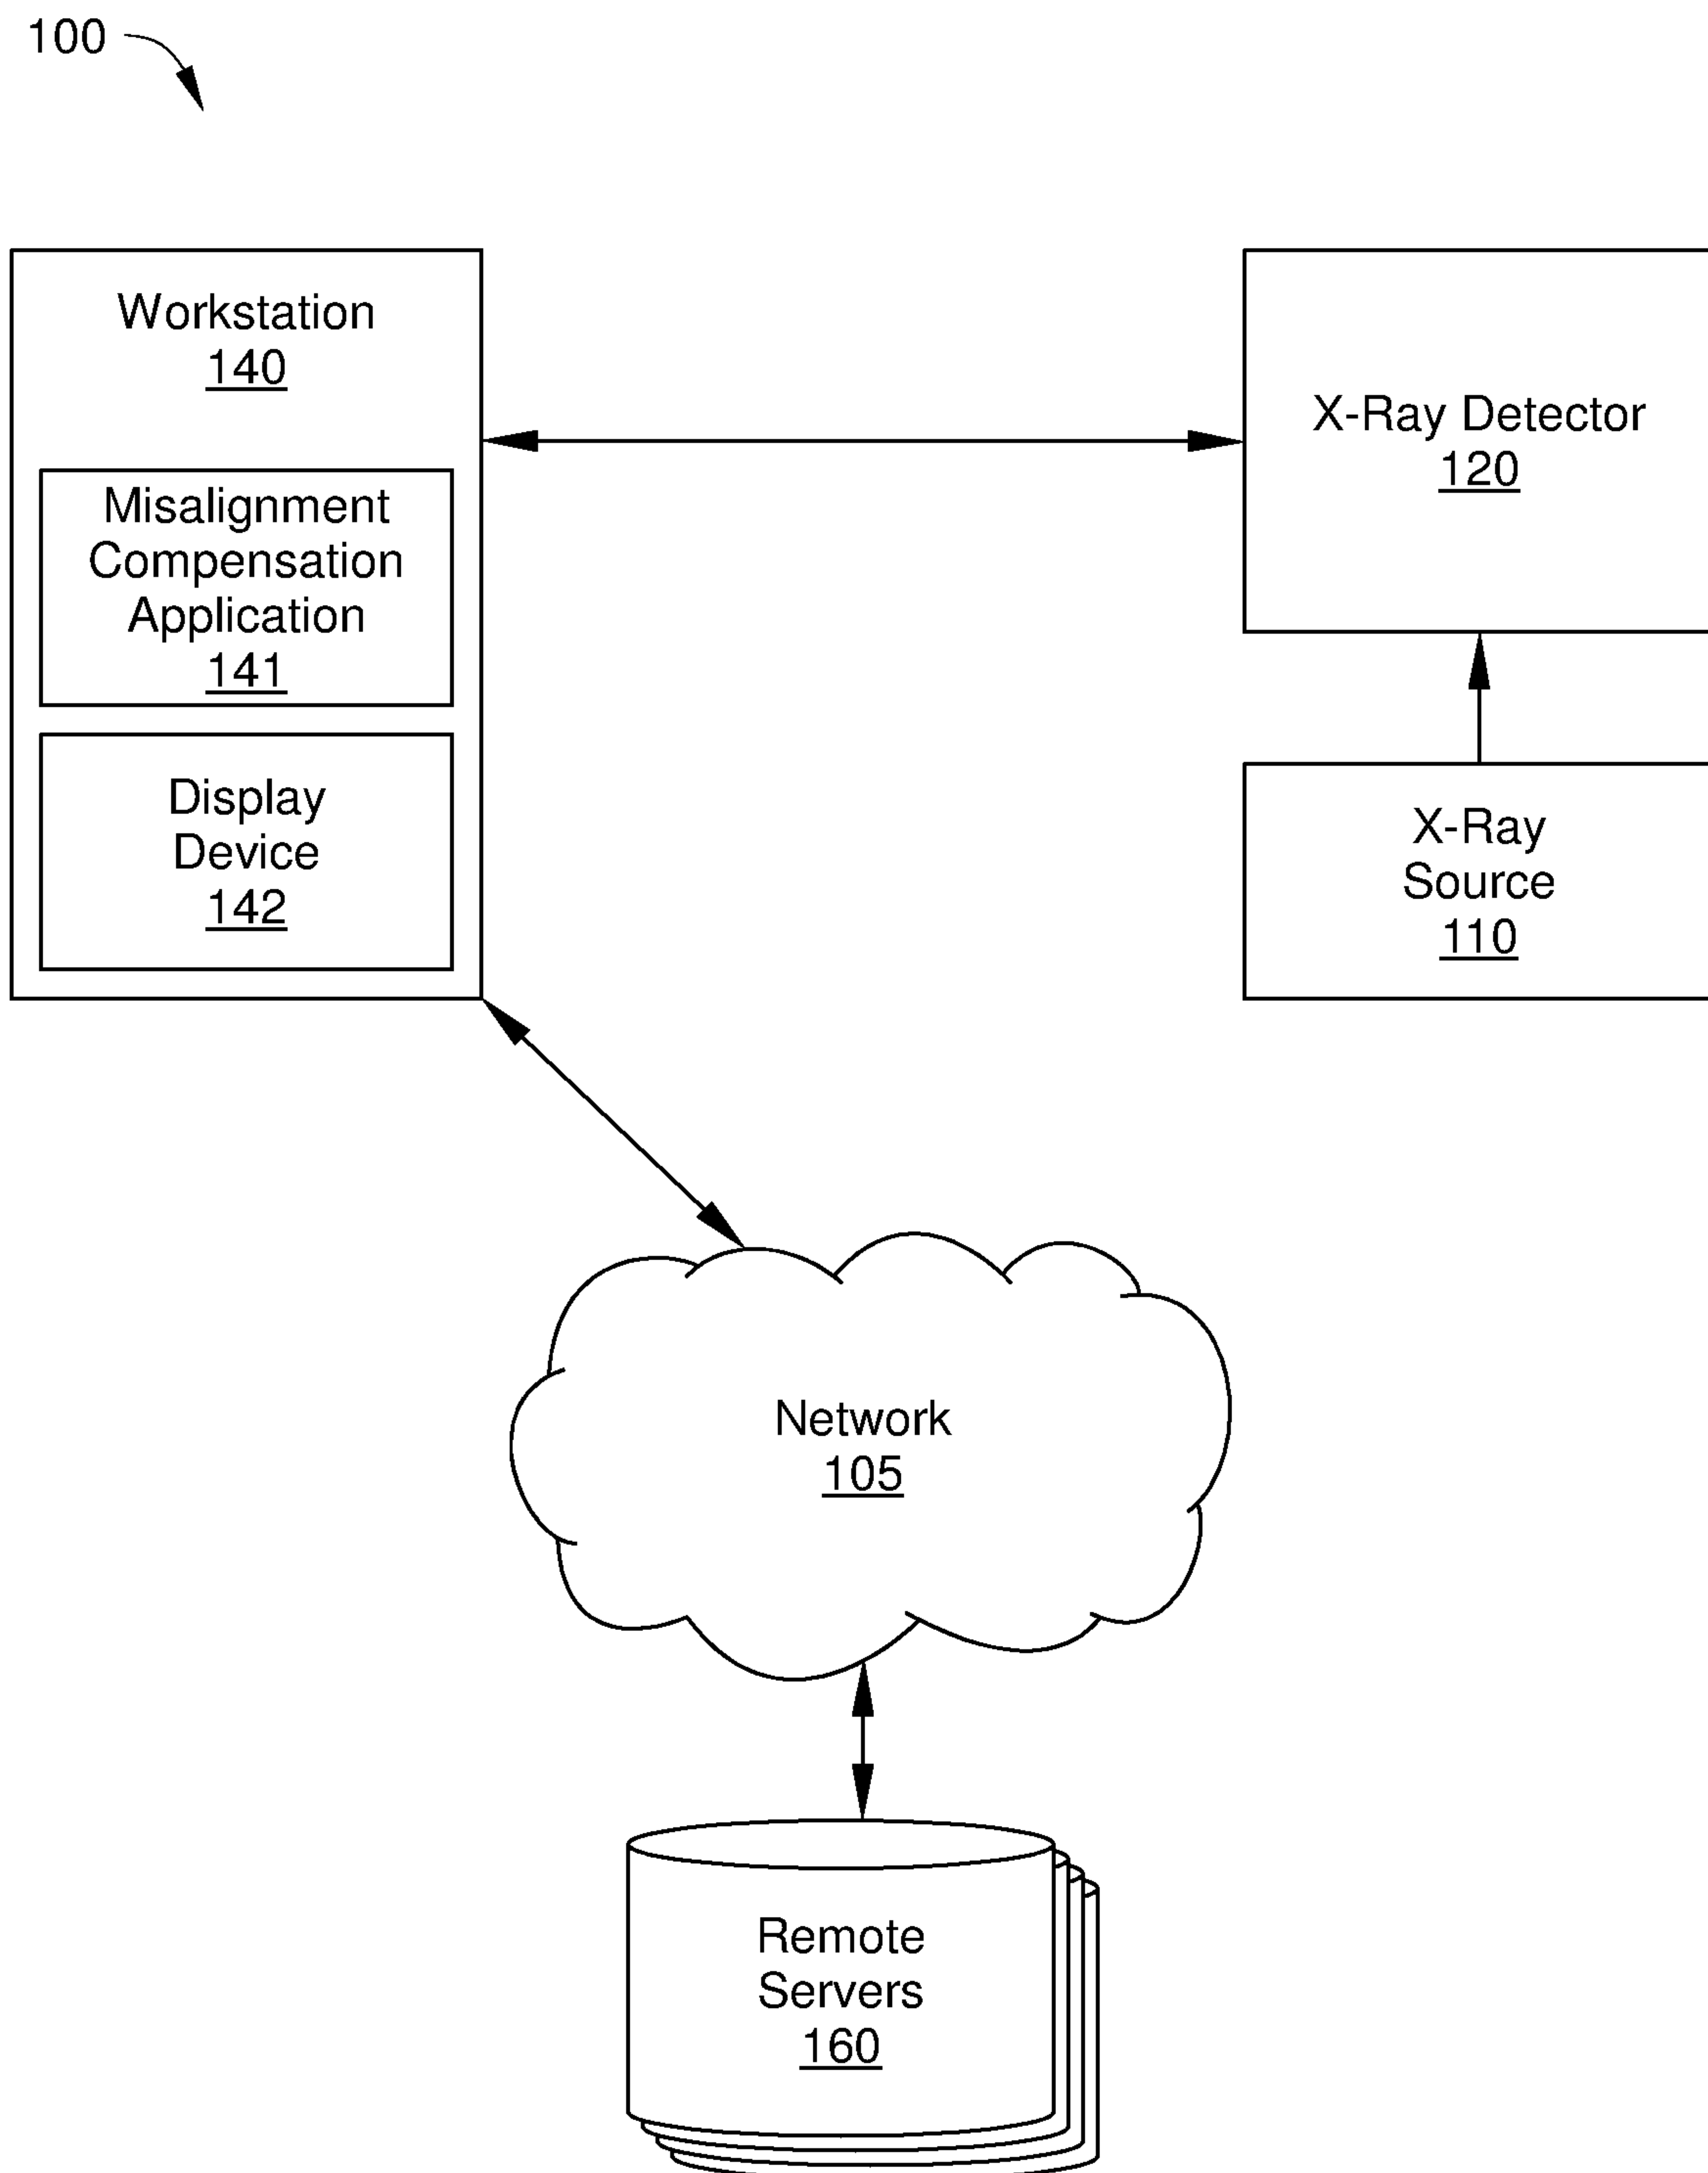 100
Workstation
140
Misalignment
Compensation
Application
141
Display
Device
142
X-Ray Detector
120
X-Ray
Source
110
Network
105
Remote
Servers
160